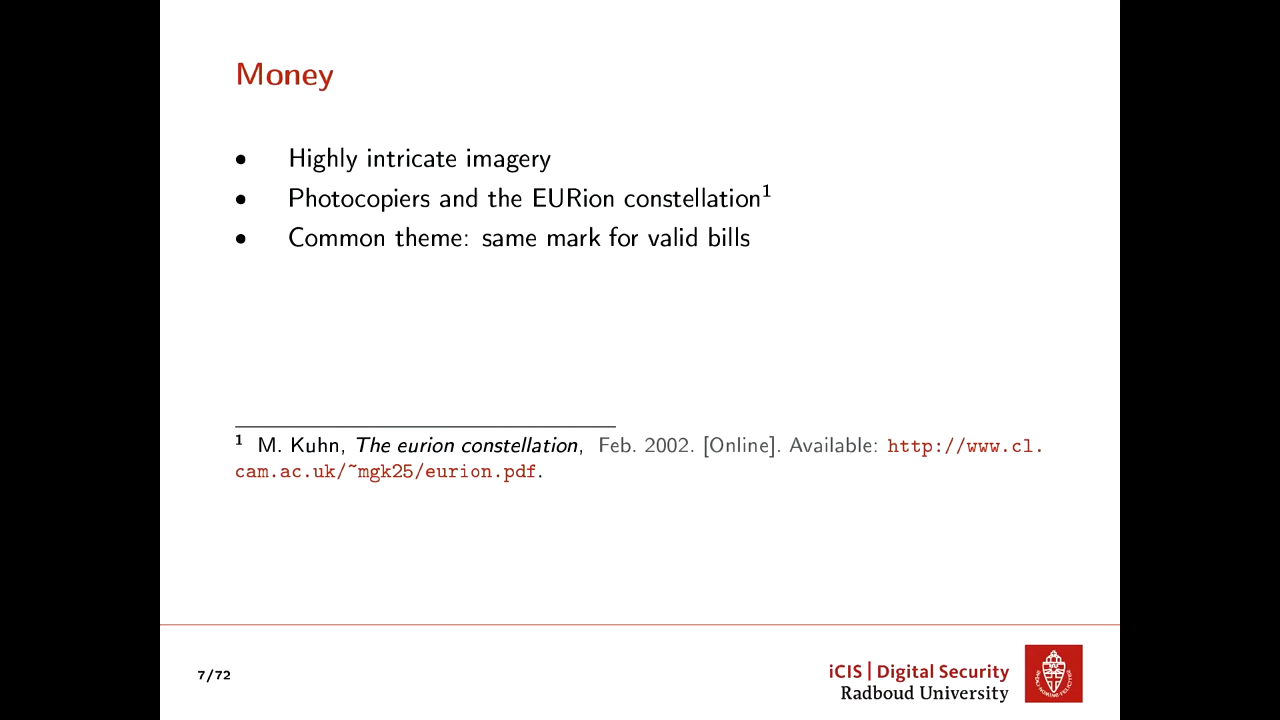 Money
• Highly intricate imagery
• Photocopiers and the EURion constellation1
• Common theme: same mark for valid bills
1 M. Kuhn, The eurion constellation, Feb. 2002. [Online]. Available: http://www.cl.
cam.ac.uk/~mgk25/eurion.pdf.
7/72
iCIS | Digital Security
Radboud University